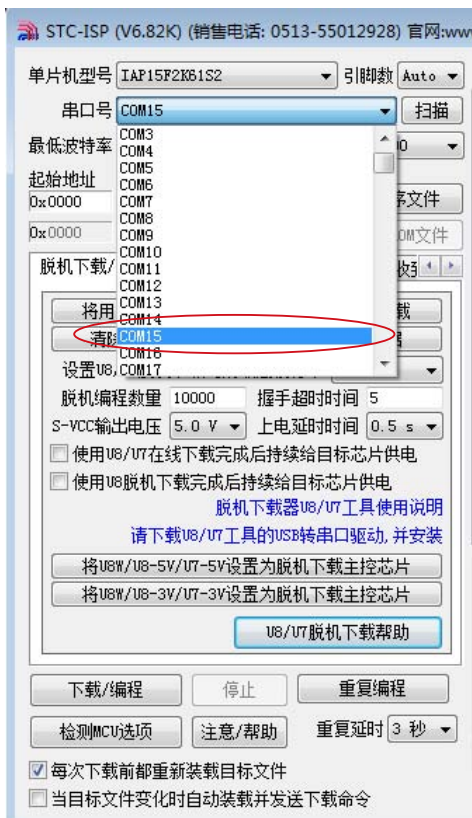 STC-ISP (V6.82K) (销售电话: 0513-55012928) 官网:www
单片机型号 IAP15F2K61S2 引脚数 Auto
串口号 COM15 扫描
最低波特率
COM3
COM4
COM5
COM6
COM7
COM8
COM9
COM10
COM11
COM12
COM13
COM14
COM15
COM16
COM17
起始地址
0x0000 序文件
0x0000 OM文件
脱机下载/ 收到
将用 载
清除
设置U8/
脱机编程数量 10000 握手超时时间 5
S-VCC输出电压 5.0 V 上电延时时间 0.5 s
使用U8/U7在线下载完成后持续给目标芯片供电
使用U8脱机下载完成后持续给目标芯片供电
脱机下载器U8/U7工具使用说明
请下载U8/U7工具的USB转串口驱动,并安装
将U8W/U8-5V/U7-5V设置为脱机下载主控芯片
将U8W/U8-3V/U7-3V设置为脱机下载主控芯片
U8/U7脱机下载帮助
下载/编程 停止 重复编程
检测MCU选项 注意/帮助 重复延时 3 秒
每次下载前都重新装载目标文件
当目标文件变化时自动装载并发送下载命令